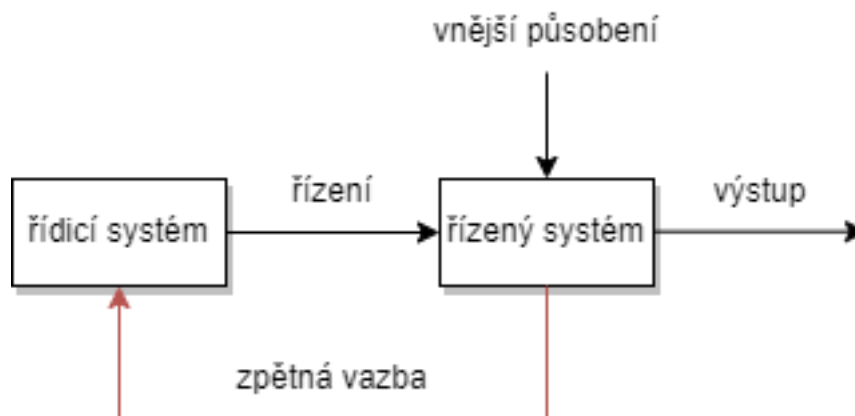 vnější působení
řízení
výstup
řídicí systém
řízený systém
zpětná vazba